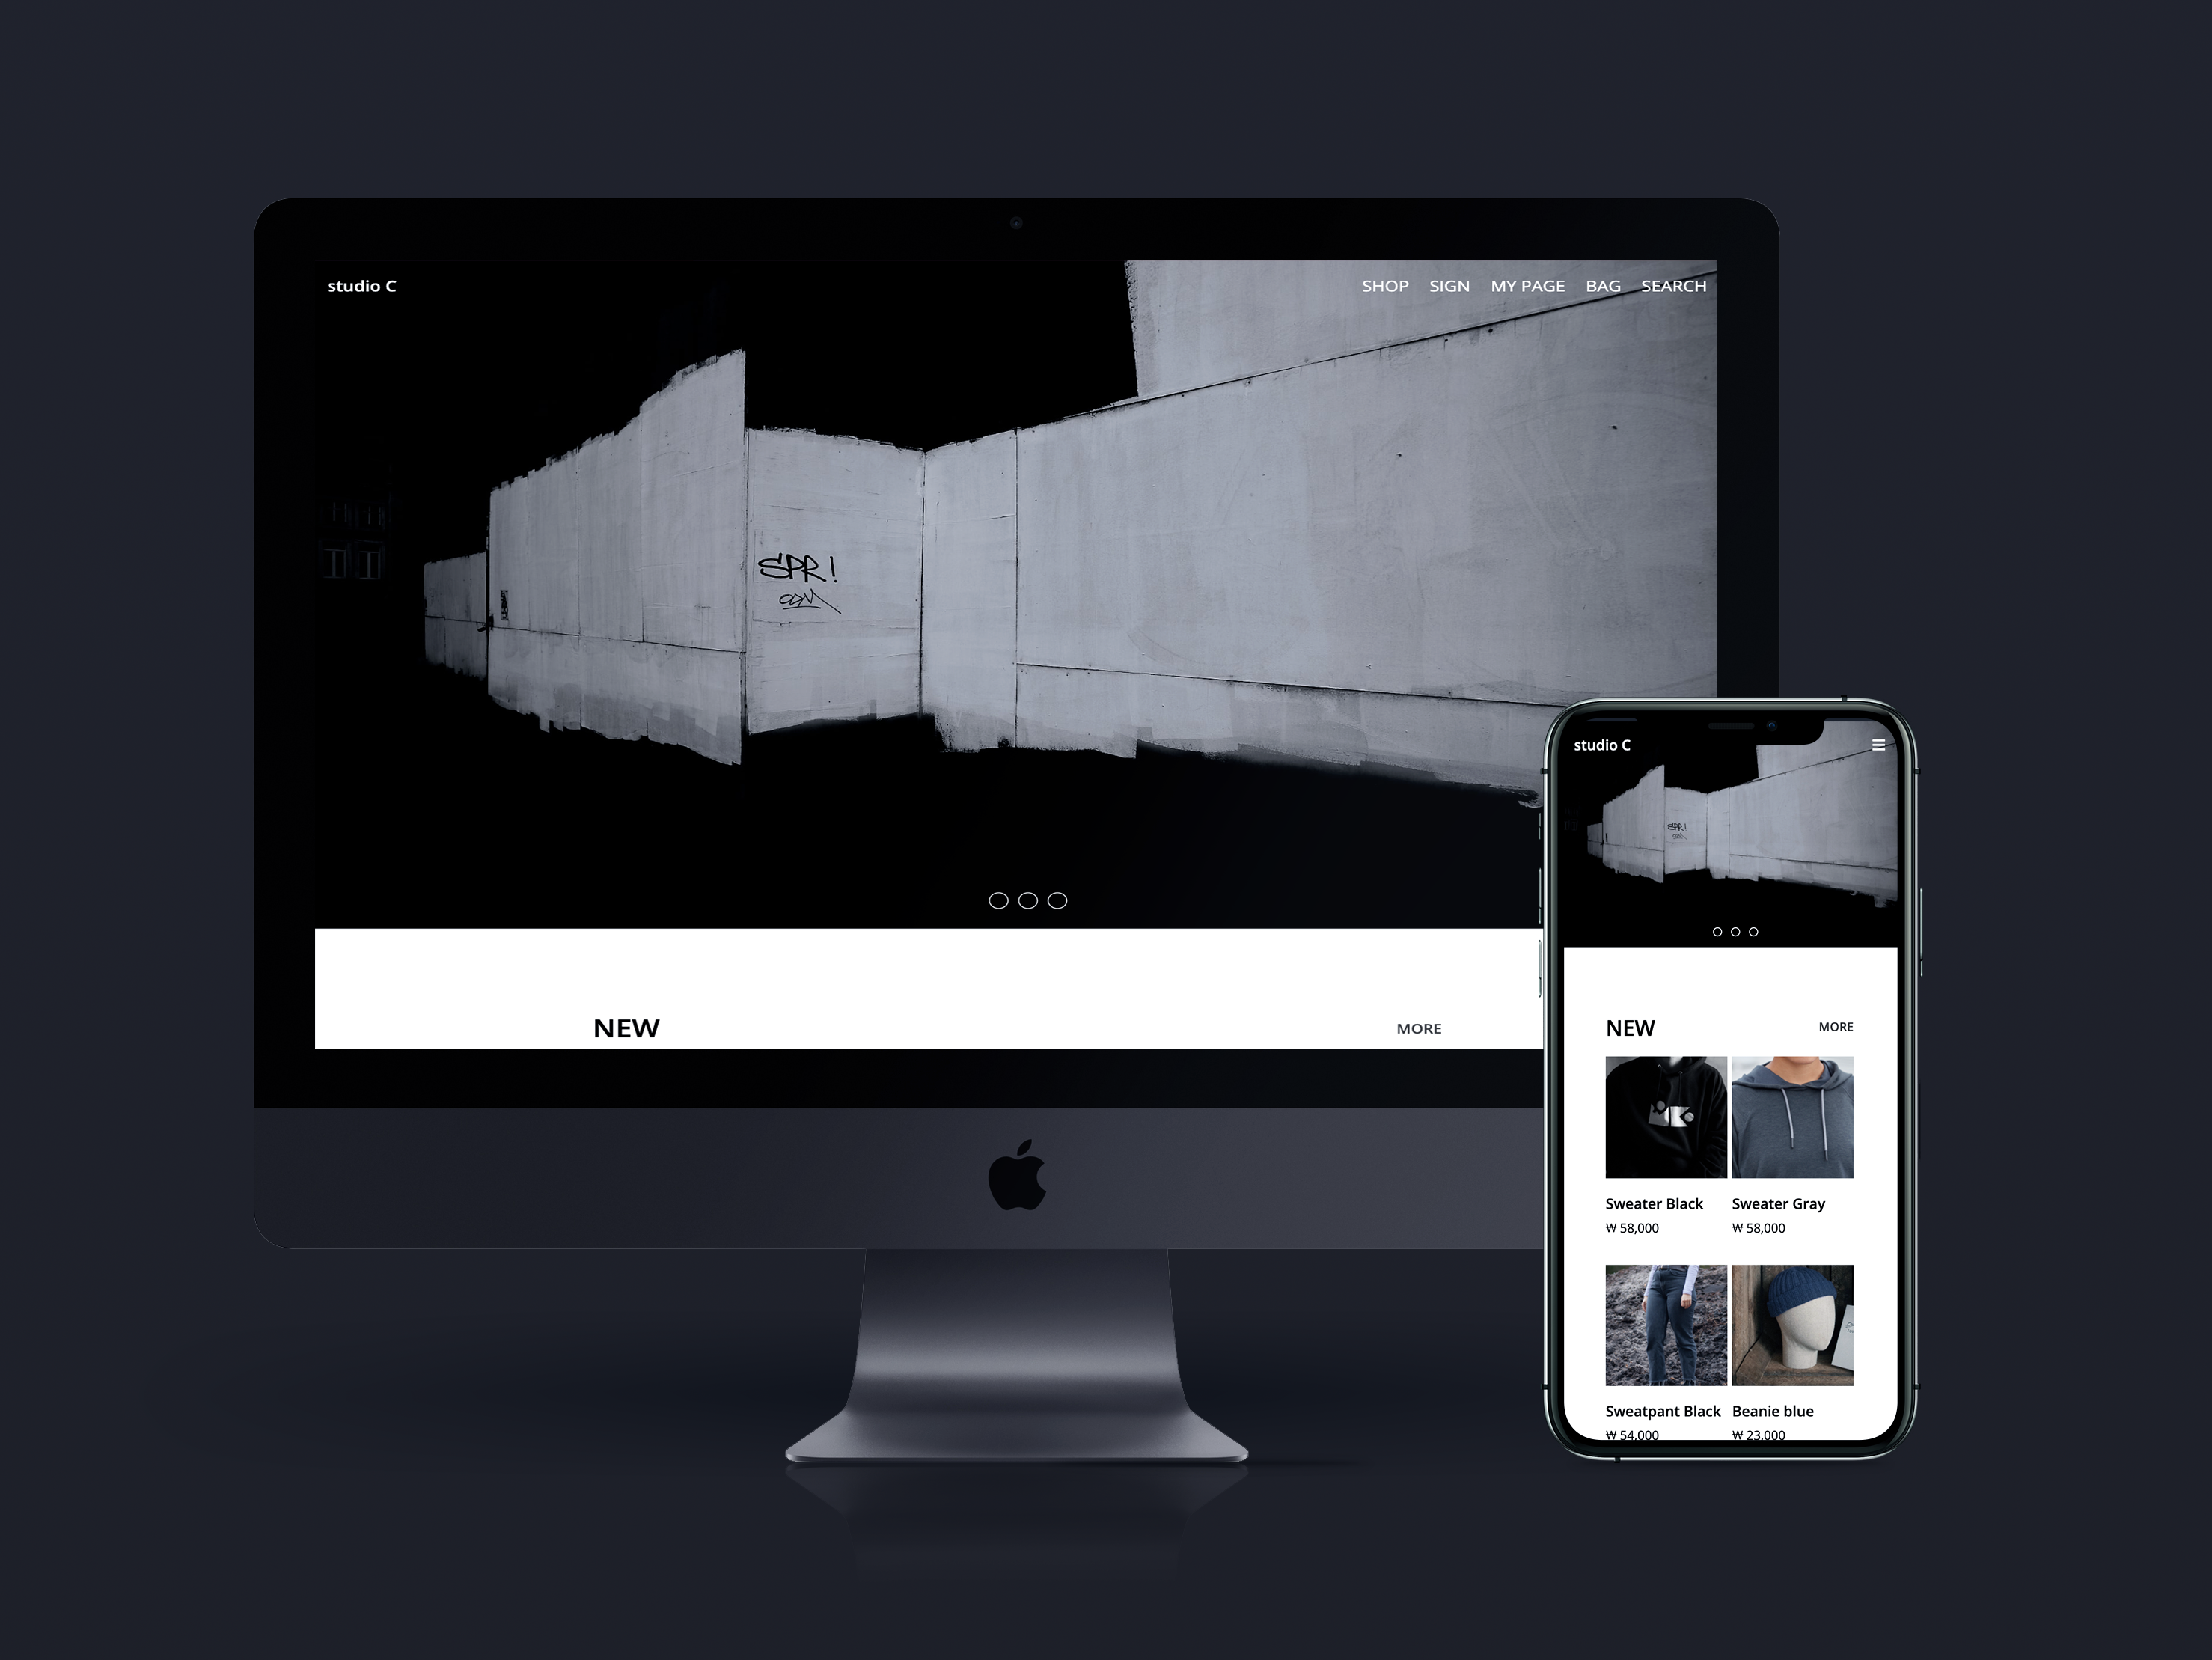 studio C
SHOP SIGN MY PAGE BAG SEARCH
SPR!
NEW MORE
studio C
SPR!
NEW MORE
Sweater Black Sweater Gray
₩ 58,000 ₩ 58,000
Sweatpant Black Beanie blue
₩ 54,000 ₩ 23,000